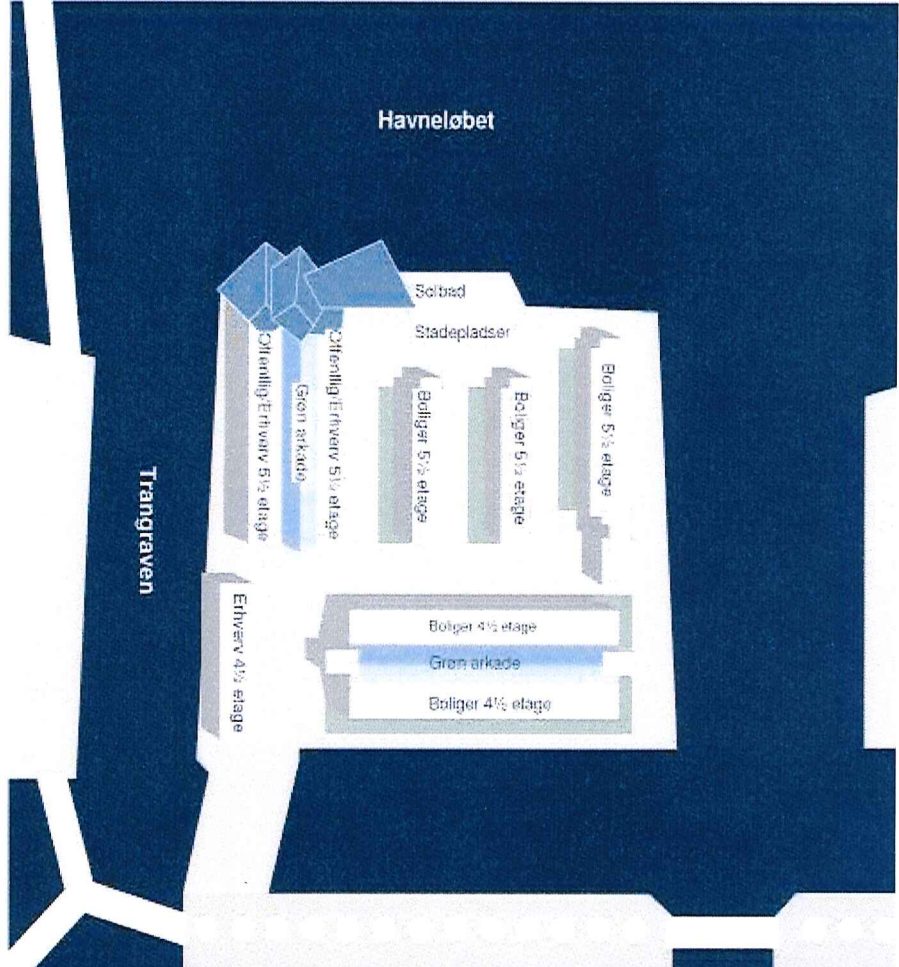 Havneløbet
Solbad
Stadepladser
Offentlig/Erhverv 5½ etage
Grøn arkade
Offentlig/Erhverv 5½ etage
Boliger 5½ etage
Boliger 5½ etage
Boliger 5½ etage
Trangraven
Erhverv 4½ etage
Boliger 4½ etage
Grøn arkade
Boliger 4½ etage